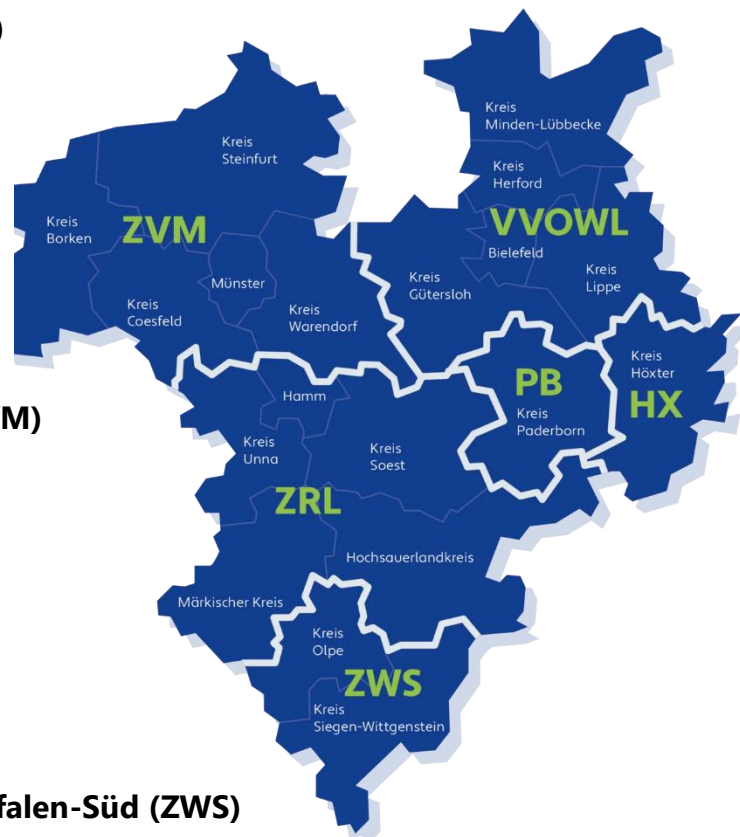 )
Kreis
Minden-Lübbecke
Kreis
Steinfurt
Kreis
Herford
Kreis
Borken
ZVM
VVOWL
Bielefeld
Münster
Kreis
Gütersloh
Kreis
Lippe
Kreis
Coesfeld
Kreis
Warendorf
Kreis
Höxter
PB
HX
Kreis
Paderborn
Hamm
M)
Kreis
Unna
Kreis
Soest
ZRL
Hochsauerlandkreis
Märkischer Kreis
Kreis
Olpe
ZWS
Kreis
Siegen-Wittgenstein
falen-Süd (ZWS)